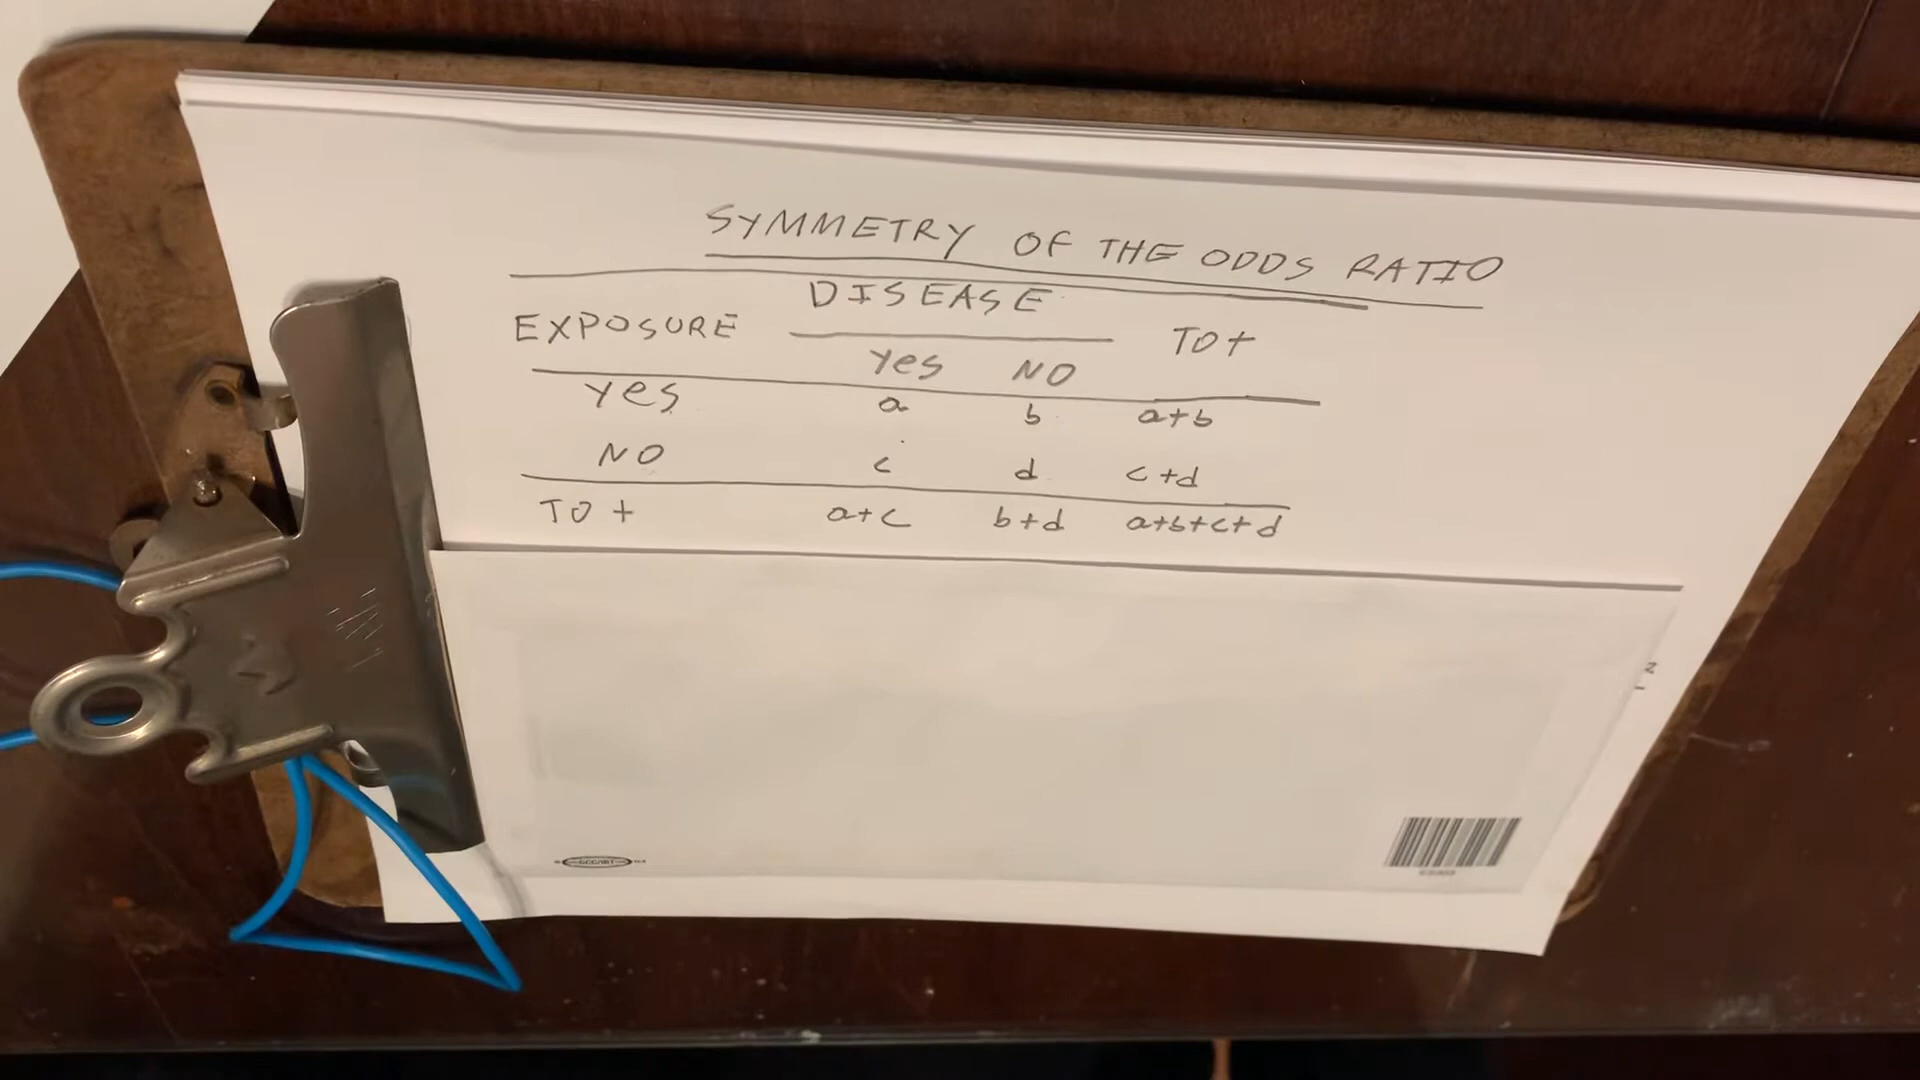 SYMMETRY OF THE ODDS RATIO
DISEASE
EXPOSURE TOT
Yes NO
Yes a b a+b
NO c d c+d
TOT a+c b+d a+b+c+d